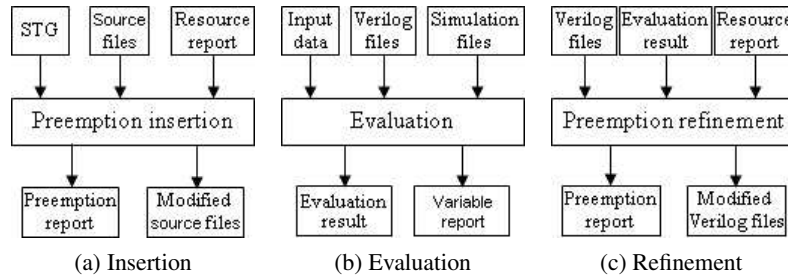 STG
Source
files
Resource
report
Preemption insertion
Preemption
report
Modified
source files
(a) Insertion
Input
data
Verilog
files
Simulation
files
Evaluation
Evaluation
result
Variable
report
(b) Evaluation
Verilog
files
Evaluation
result
Resource
report
Preemption refinement
Preemption
report
Modified
Verilog files
(c) Refinement